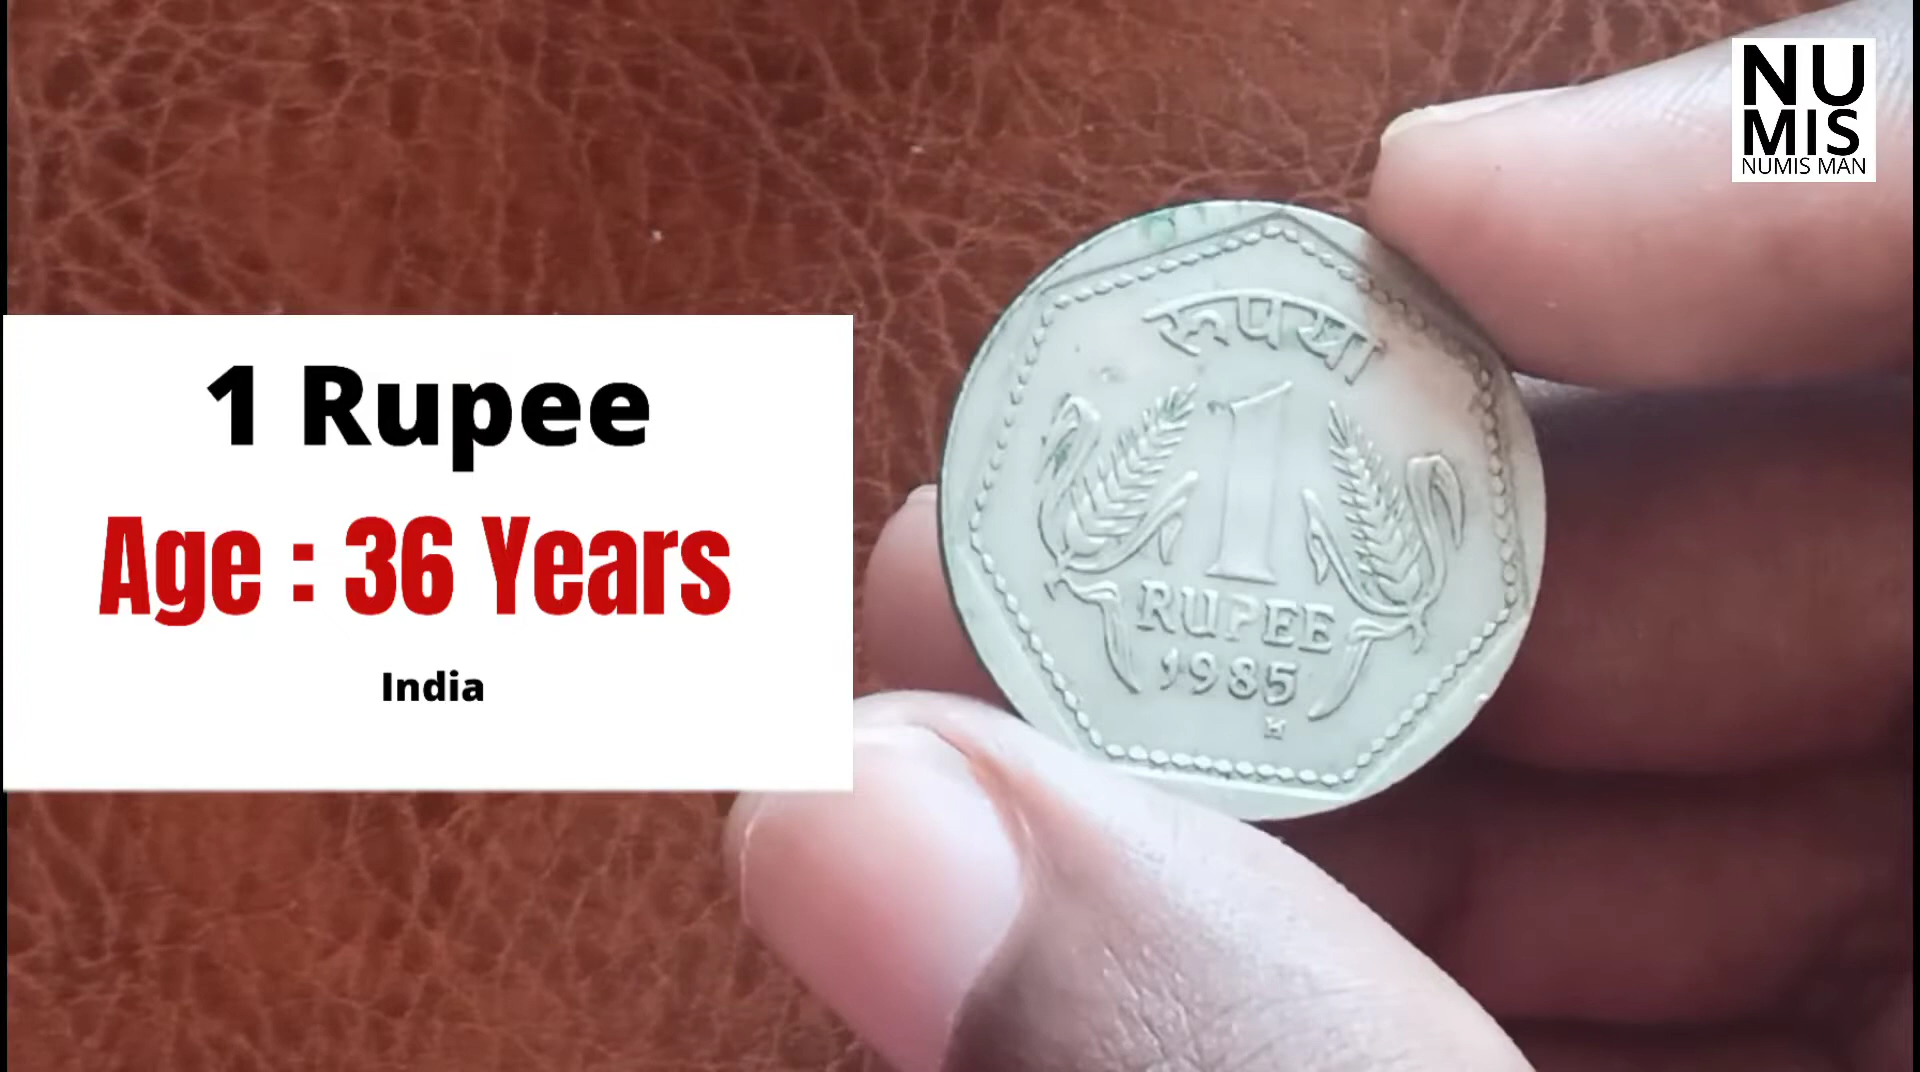 NU
MIS
NUMIS MAN
1 Rupee
Age : 36 Years
India
रूपया
1
RUPEE
1985
H